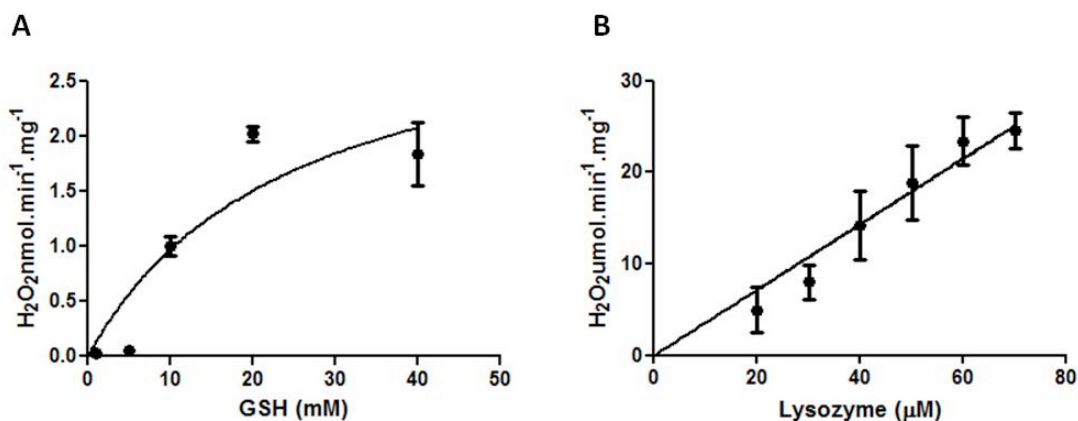 A
H₂O₂nmol.min⁻¹.mg⁻¹
2.5
2.0
1.5
1.0
0.5
0.0
0 10 20 30 40 50
GSH (mM)
B
H₂O₂umol.min⁻¹.mg⁻¹
30
20
10
0
0 20 40 60 80
Lysozyme (μM)